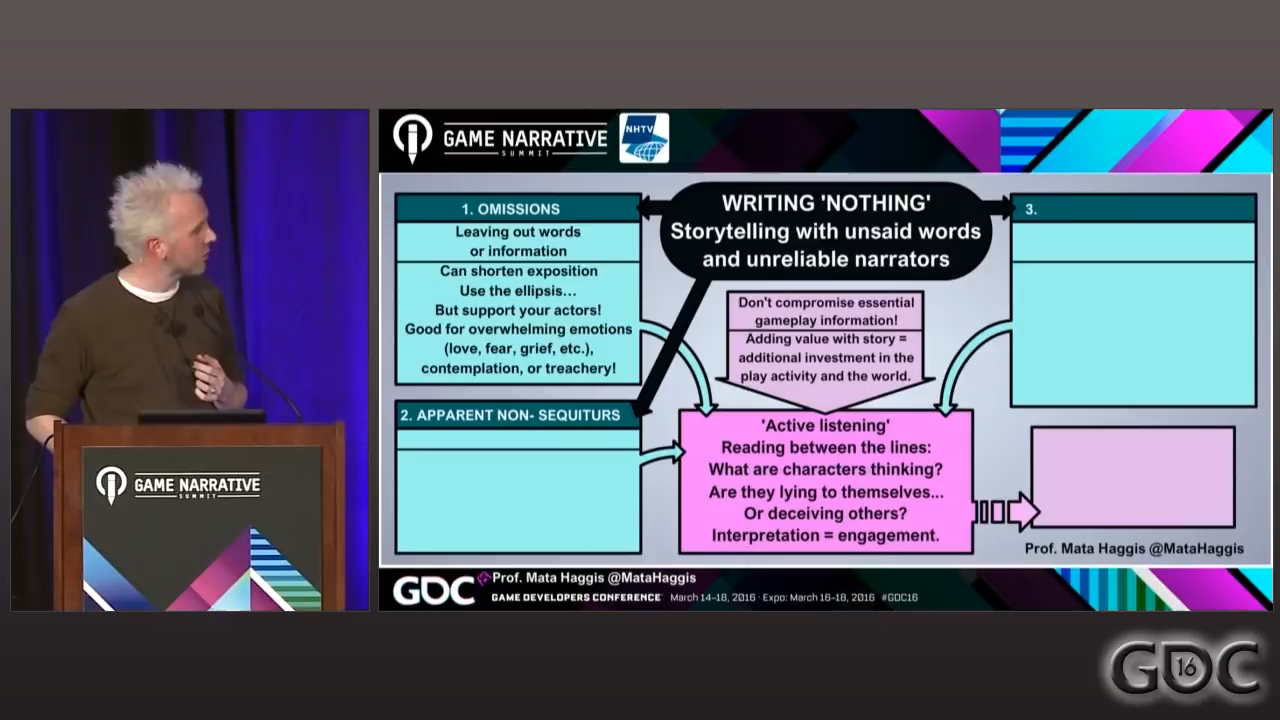 GAME NARRATIVE
SUMMIT
NHTV
WRITING 'NOTHING'
Storytelling with unsaid words
and unreliable narrators
1. OMISSIONS
Leaving out words
or information
Can shorten exposition
Use the ellipsis...
But support your actors!
Good for overwhelming emotions
(love, fear, grief, etc.),
contemplation, or treachery!
2. APPARENT NON- SEQUITURS
3.
Don't compromise essential
gameplay information!
Adding value with story =
additional investment in the
play activity and the world.
'Active listening'
Reading between the lines:
What are characters thinking?
Are they lying to themselves...
Or deceiving others?
Interpretation = engagement.
Prof. Mata Haggis @MataHaggis
GDC
Prof. Mata Haggis @MataHaggis
GAME DEVELOPERS CONFERENCE March 14-18, 2016 · Expo: March 16-18, 2016 #GDC16
GAME NARRATIVE
SUMMIT
GDC
16